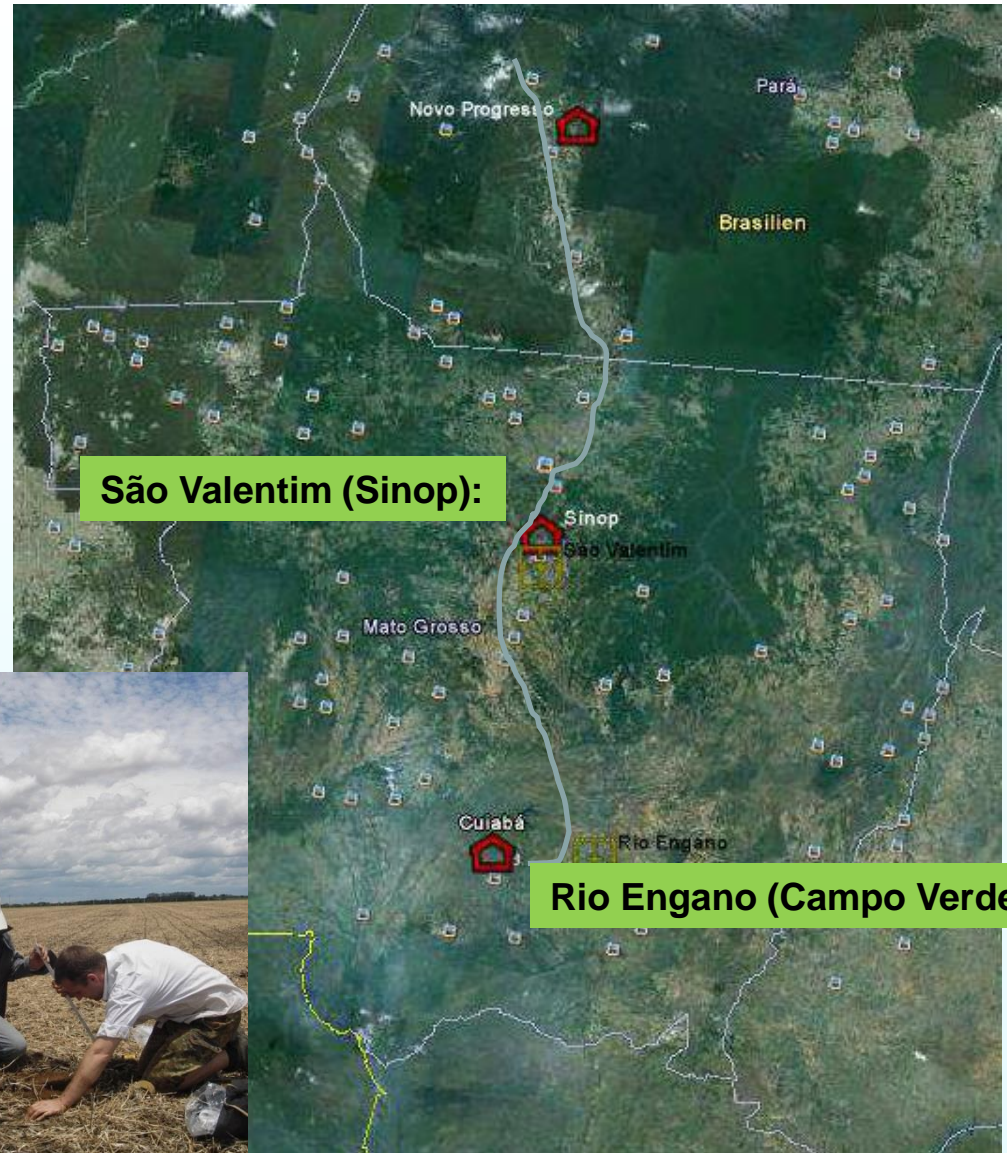 Novo Progresso
Pará
Brasilien
São Valentim (Sinop):
Sinop
São Valentim
Mato Grosso
Cuiabá
Rio Engano
Rio Engano (Campo Verde